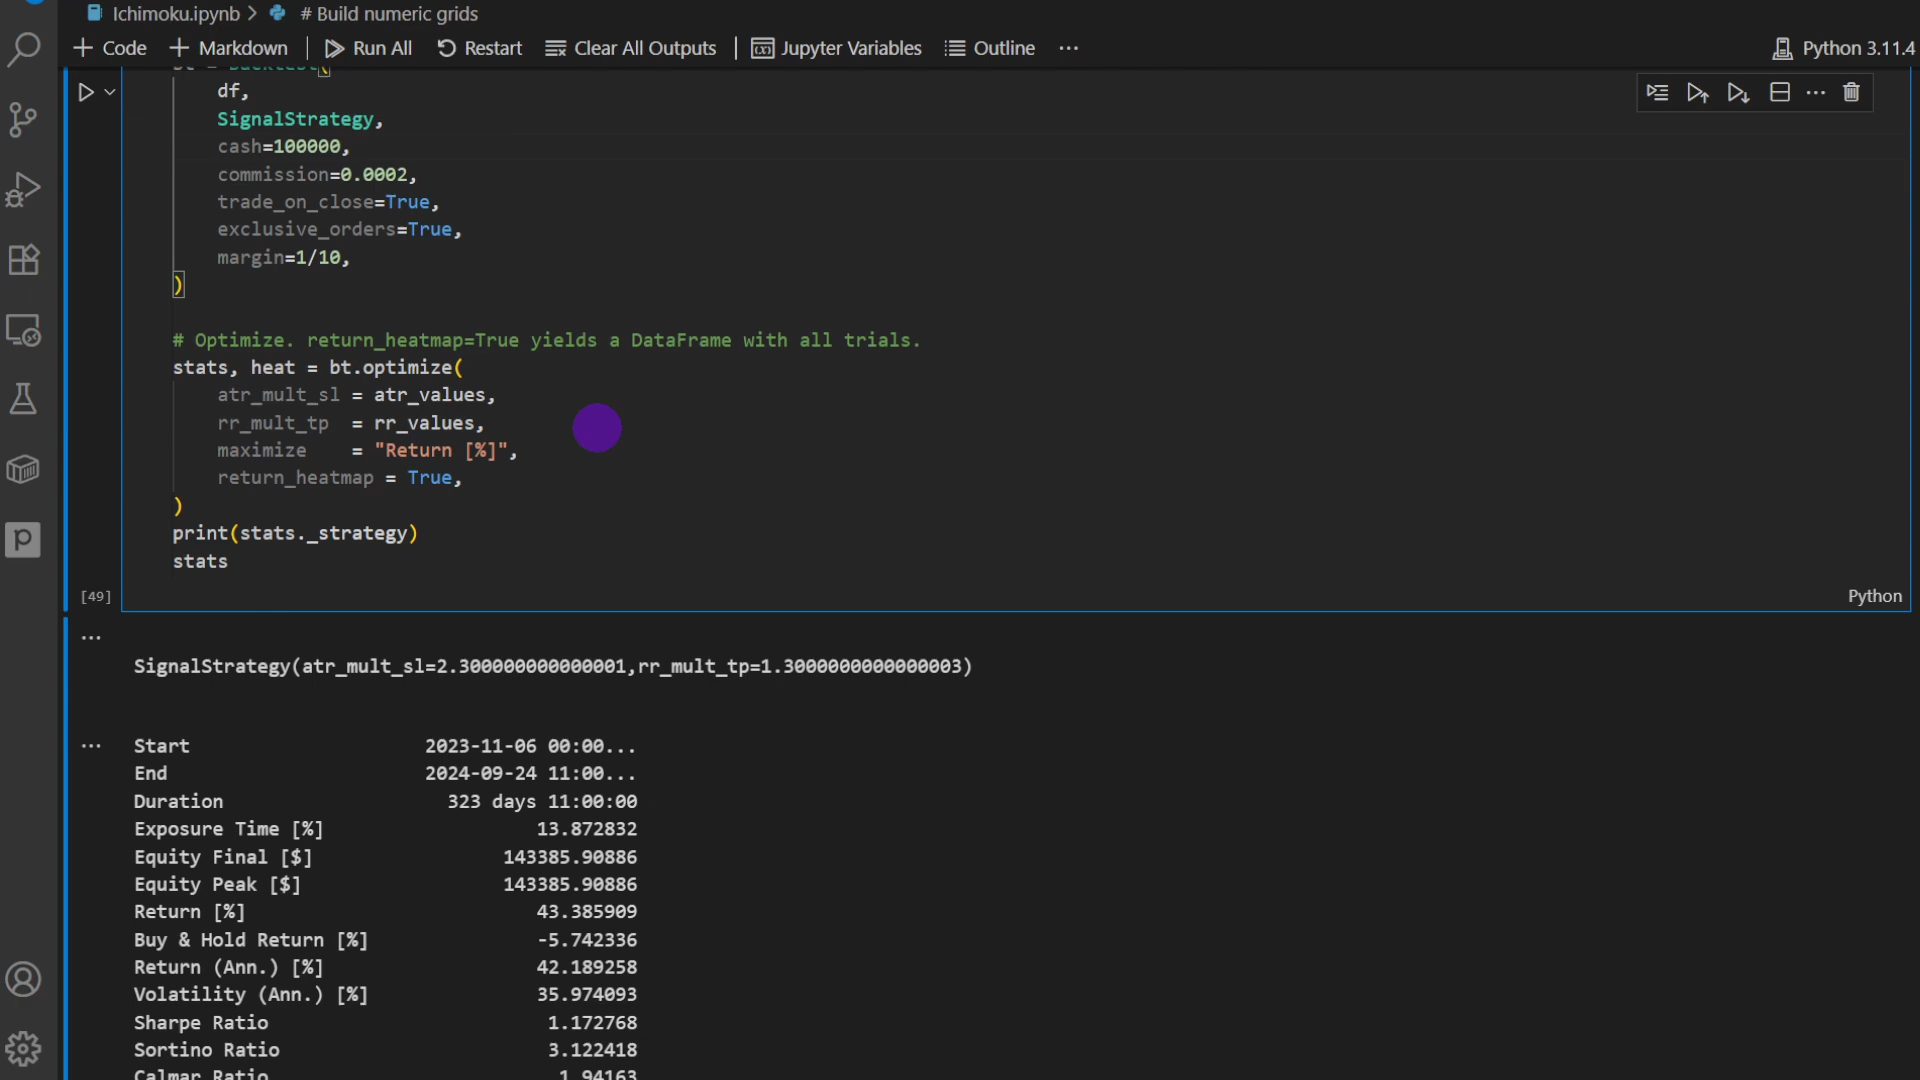 Ichimoku.ipynb > # Build numeric grids
+ Code + Markdown | Run All Restart Clear All Outputs | Jupyter Variables Outline ... Python 3.11.4
bt = Backtest(
df,
SignalStrategy,
cash=100000,
commission=0.0002,
trade_on_close=True,
exclusive_orders=True,
margin=1/10,
)
# Optimize. return_heatmap=True yields a DataFrame with all trials.
stats, heat = bt.optimize(
atr_mult_sl = atr_values,
rr_mult_tp = rr_values,
maximize = "Return [%]",
return_heatmap = True,
)
print(stats._strategy)
stats
[49] Python
SignalStrategy(atr_mult_sl=2.300000000000001,rr_mult_tp=1.3000000000000003)
Start 2023-11-06 00:00...
End 2024-09-24 11:00...
Duration 323 days 11:00:00
Exposure Time [%] 13.872832
Equity Final [$] 143385.90886
Equity Peak [$] 143385.90886
Return [%] 43.385909
Buy & Hold Return [%] -5.742336
Return (Ann.) [%] 42.189258
Volatility (Ann.) [%] 35.974093
Sharpe Ratio 1.172768
Sortino Ratio 3.122418
Calmar Ratio 1.94163